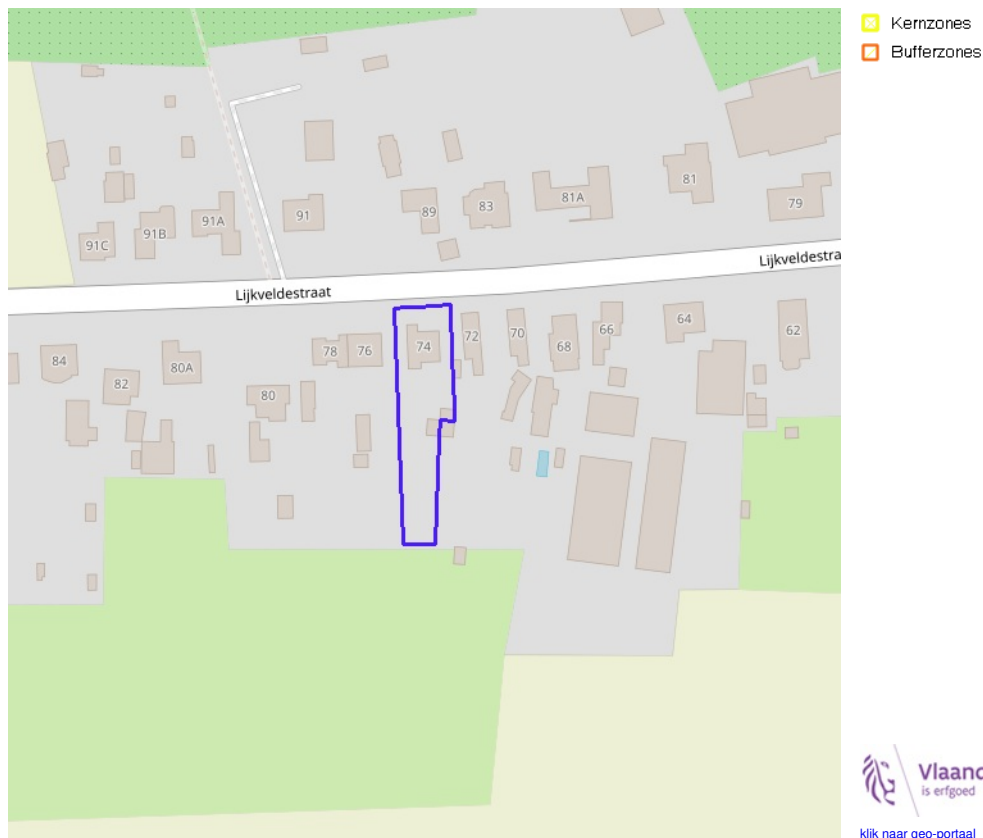 Kernzones
Bufferzones
81
81A
79
91A
91
89
83
91B
91C
Lijkveldestra
Lijkveldestraat
64
66
62
70
72
74
68
78
76
84
80A
82
80
Vlaand
is erfgoed
klik naar geo-portaal